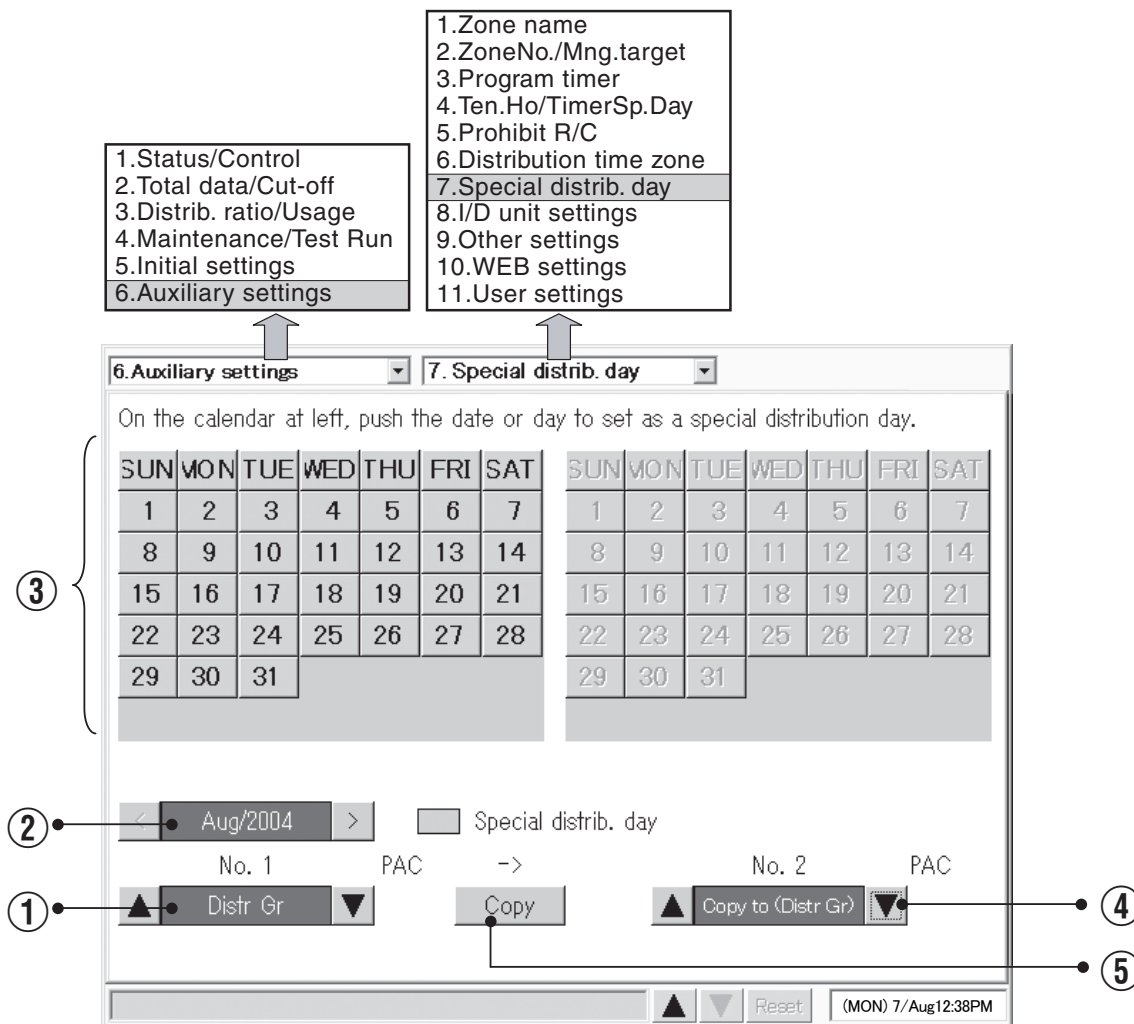 1.Zone name
2.ZoneNo./Mng.target
3.Program timer
4.Ten.Ho/TimerSp.Day
5.Prohibit R/C
6.Distribution time zone
7.Special distrib. day
8.I/D unit settings
9.Other settings
10.WEB settings
11.User settings
1.Status/Control
2.Total data/Cut-off
3.Distrib. ratio/Usage
4.Maintenance/Test Run
5.Initial settings
6.Auxiliary settings
6.Auxiliary settings 7. Special distrib. day
On the calendar at left, push the date or day to set as a special distribution day.
SUN MON TUE WED THU FRI SAT SUN MON TUE WED THU FRI SAT
1 2 3 4 5 6 7 1 2 3 4 5 6 7
8 9 10 11 12 13 14 8 9 10 11 12 13 14
③ 15 16 17 18 19 20 21 15 16 17 18 19 20 21
22 23 24 25 26 27 28 22 23 24 25 26 27 28
29 30 31 29 30 31
② < Aug/2004 > Special distrib. day
No. 1 PAC -> No. 2 PAC
① ▲ Distr Gr ▼ Copy ▲ Copy to (Distr Gr) ▼ ④
⑤
▲ ▼ Reset (MON) 7/Aug12:38PM